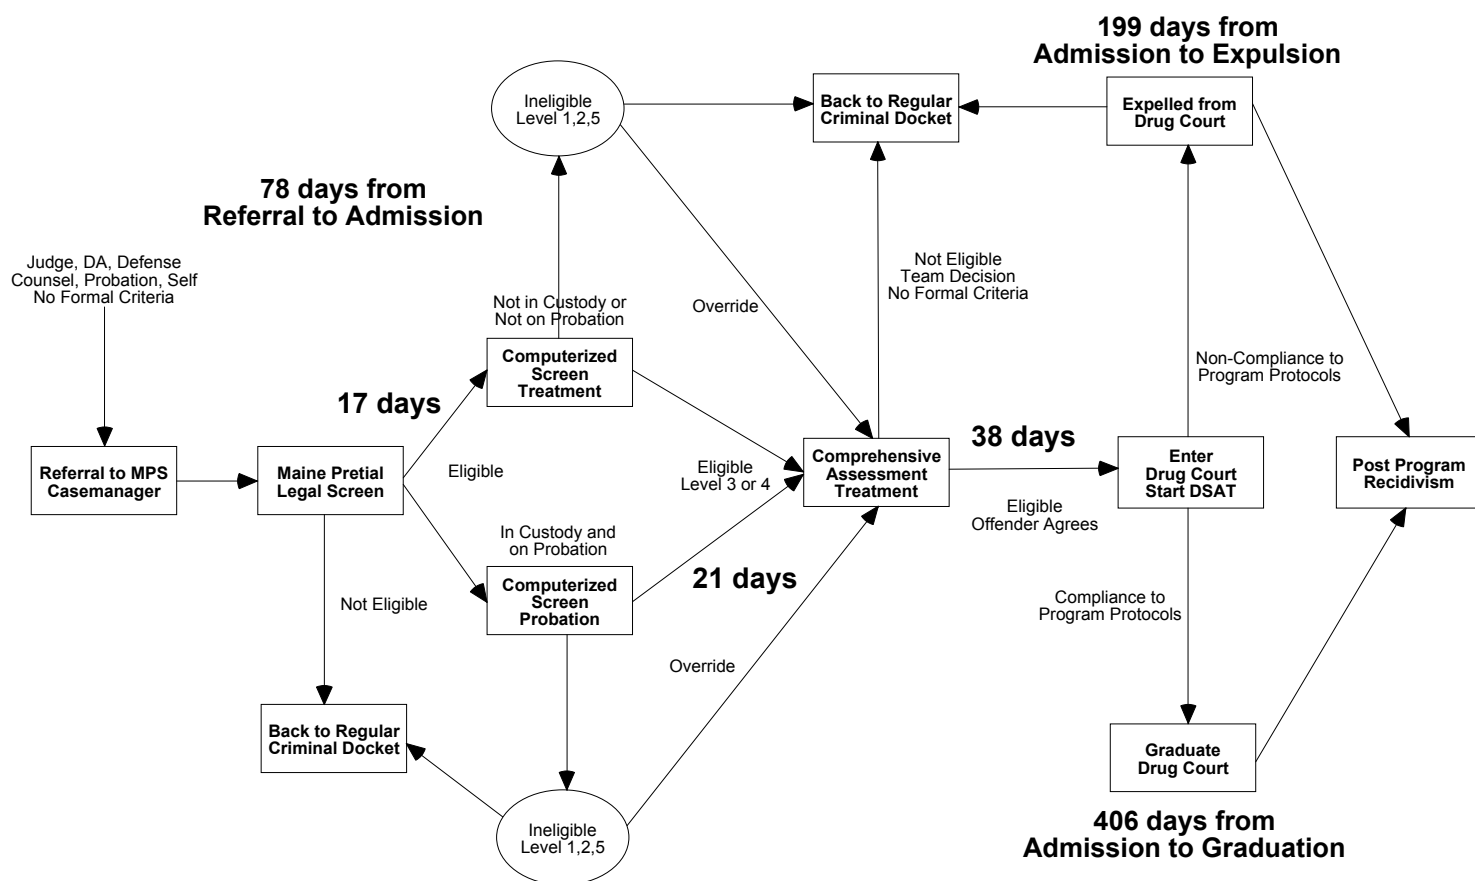 199 days from
Admission to Expulsion
Ineligible
Level 1,2,5
Back to Regular
Criminal Docket
Expelled from
Drug Court
78 days from
Referral to Admission
Judge, DA, Defense
Counsel, Probation, Self
No Formal Criteria
Not Eligible
Team Decision
No Formal Criteria
Not in Custody or
Not on Probation
Override
Computerized
Screen
Treatment
Non-Compliance to
Program Protocols
17 days
Referral to MPS
Casemanager
Maine Pretial
Legal Screen
Eligible
Eligible
Level 3 or 4
Comprehensive
Assessment
Treatment
38 days
Eligible
Offender Agrees
Enter
Drug Court
Start DSAT
Post Program
Recidivism
In Custody and
on Probation
Computerized
Screen
Probation
21 days
Not Eligible
Compliance to
Program Protocols
Override
Back to Regular
Criminal Docket
Graduate
Drug Court
Ineligible
Level 1,2,5
406 days from
Admission to Graduation